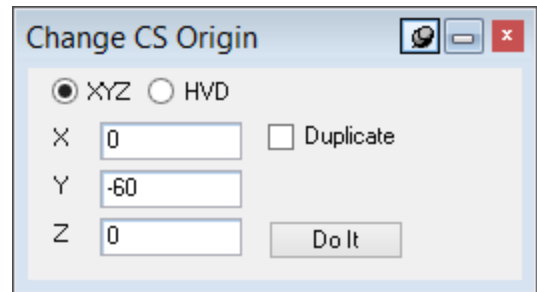 Change CS Origin
XYZ HVD
X 0 Duplicate
Y -60
Z 0 Do It